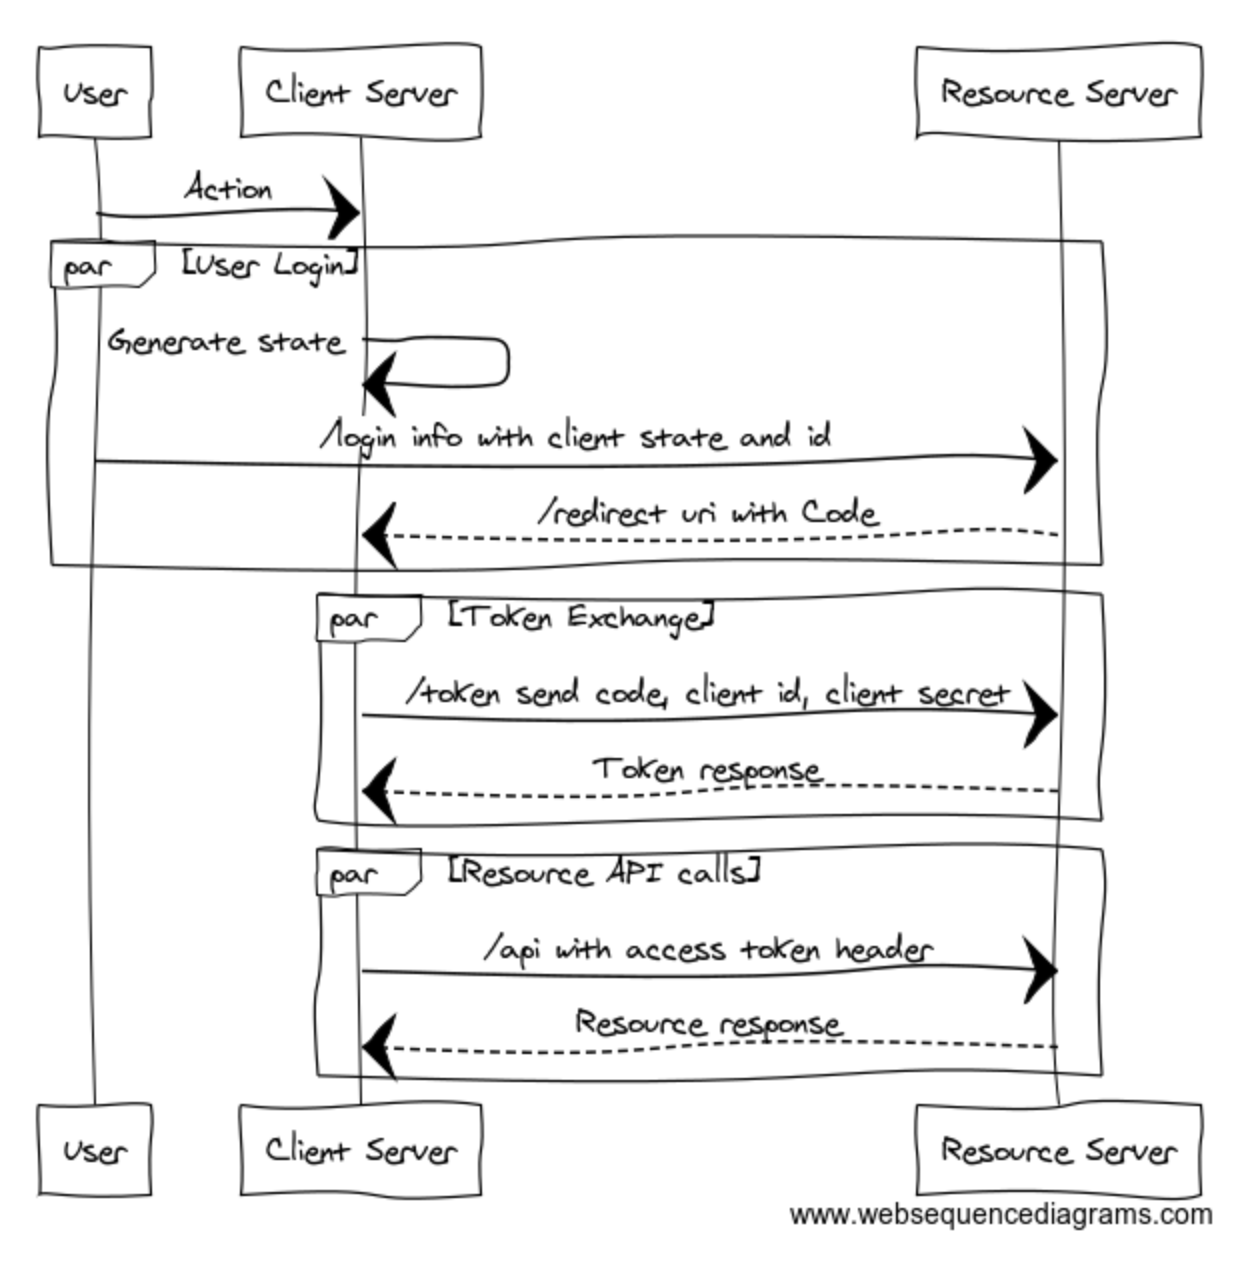 User Client Server Resource Server
Action
par [User Login]
Generate state
/login info with client state and id
/redirect uri with Code
par [Token Exchange]
/token send code, client id, client secret
Token response
par [Resource API calls]
/api with access token header
Resource response
User Client Server Resource Server
www.websequencediagrams.com